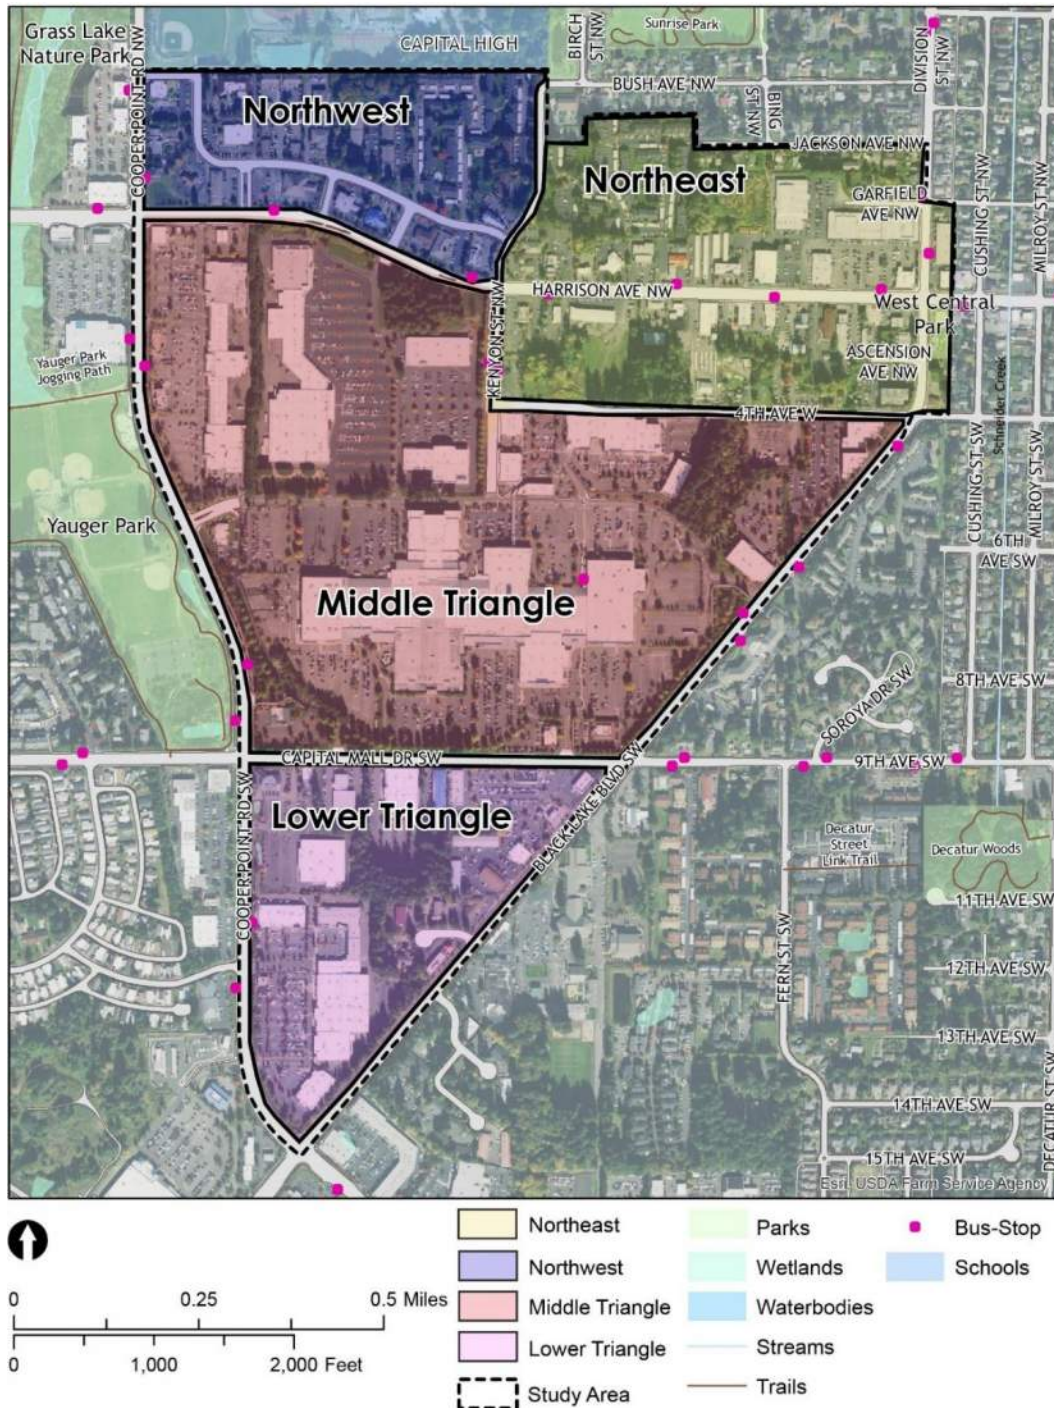 Grass Lake
Nature Park
COOPER POINT RD NW
CAPITAL HIGH
BIRCH
ST NW
Sunrise Park
DIVISION
ST NW
BUSH AVE NW
BING
ST NW
Northwest
JACKSON AVE NW
Northeast
GARFIELD
AVE NW
CUSHING ST NW
MILROY ST NW
HARRISON AVE NW
KENYON ST NW
West Central
Park
Yauger Park
Jogging Path
ASCENSION
AVE NW
Schneider Creek
4TH AVE W
CUSHING ST SW
MILROY ST SW
Yauger Park
6TH
AVE SW
Middle Triangle
8TH AVE SW
SOROYA DR SW
CAPITAL MALL DR SW
9TH AVE SW
Lower Triangle
BLACK LAKE BLVD SW
COOPER POINT RD SW
Decatur
Street
Link Trail
Decatur Woods
11TH AVE SW
FERN ST SW
12TH AVE SW
13TH AVE SW
14TH AVE SW
DECATUR ST SW
15TH AVE SW
Esri, USDA Farm Service Agency
0 0.25 0.5 Miles
0 1,000 2,000 Feet
Northeast
Northwest
Middle Triangle
Lower Triangle
Study Area
Parks
Wetlands
Waterbodies
Streams
Trails
Bus-Stop
Schools